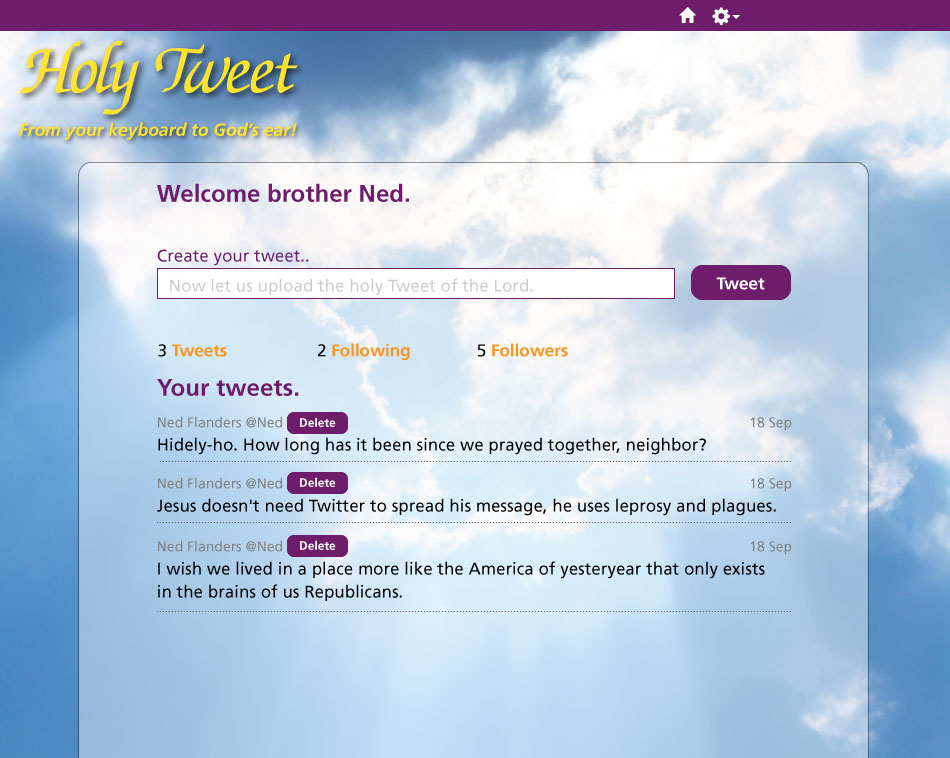 Holy Tweet
From your keyboard to God's ear!
Welcome brother Ned.
Create your tweet..
Now let us upload the holy Tweet of the Lord.
Tweet
3 Tweets 2 Following 5 Followers
Your tweets.
Ned Flanders @Ned Delete 18 Sep
Hidely-ho. How long has it been since we prayed together, neighbor?
Ned Flanders @Ned Delete 18 Sep
Jesus doesn't need Twitter to spread his message, he uses leprosy and plagues.
Ned Flanders @Ned Delete 18 Sep
I wish we lived in a place more like the America of yesteryear that only exists
in the brains of us Republicans.